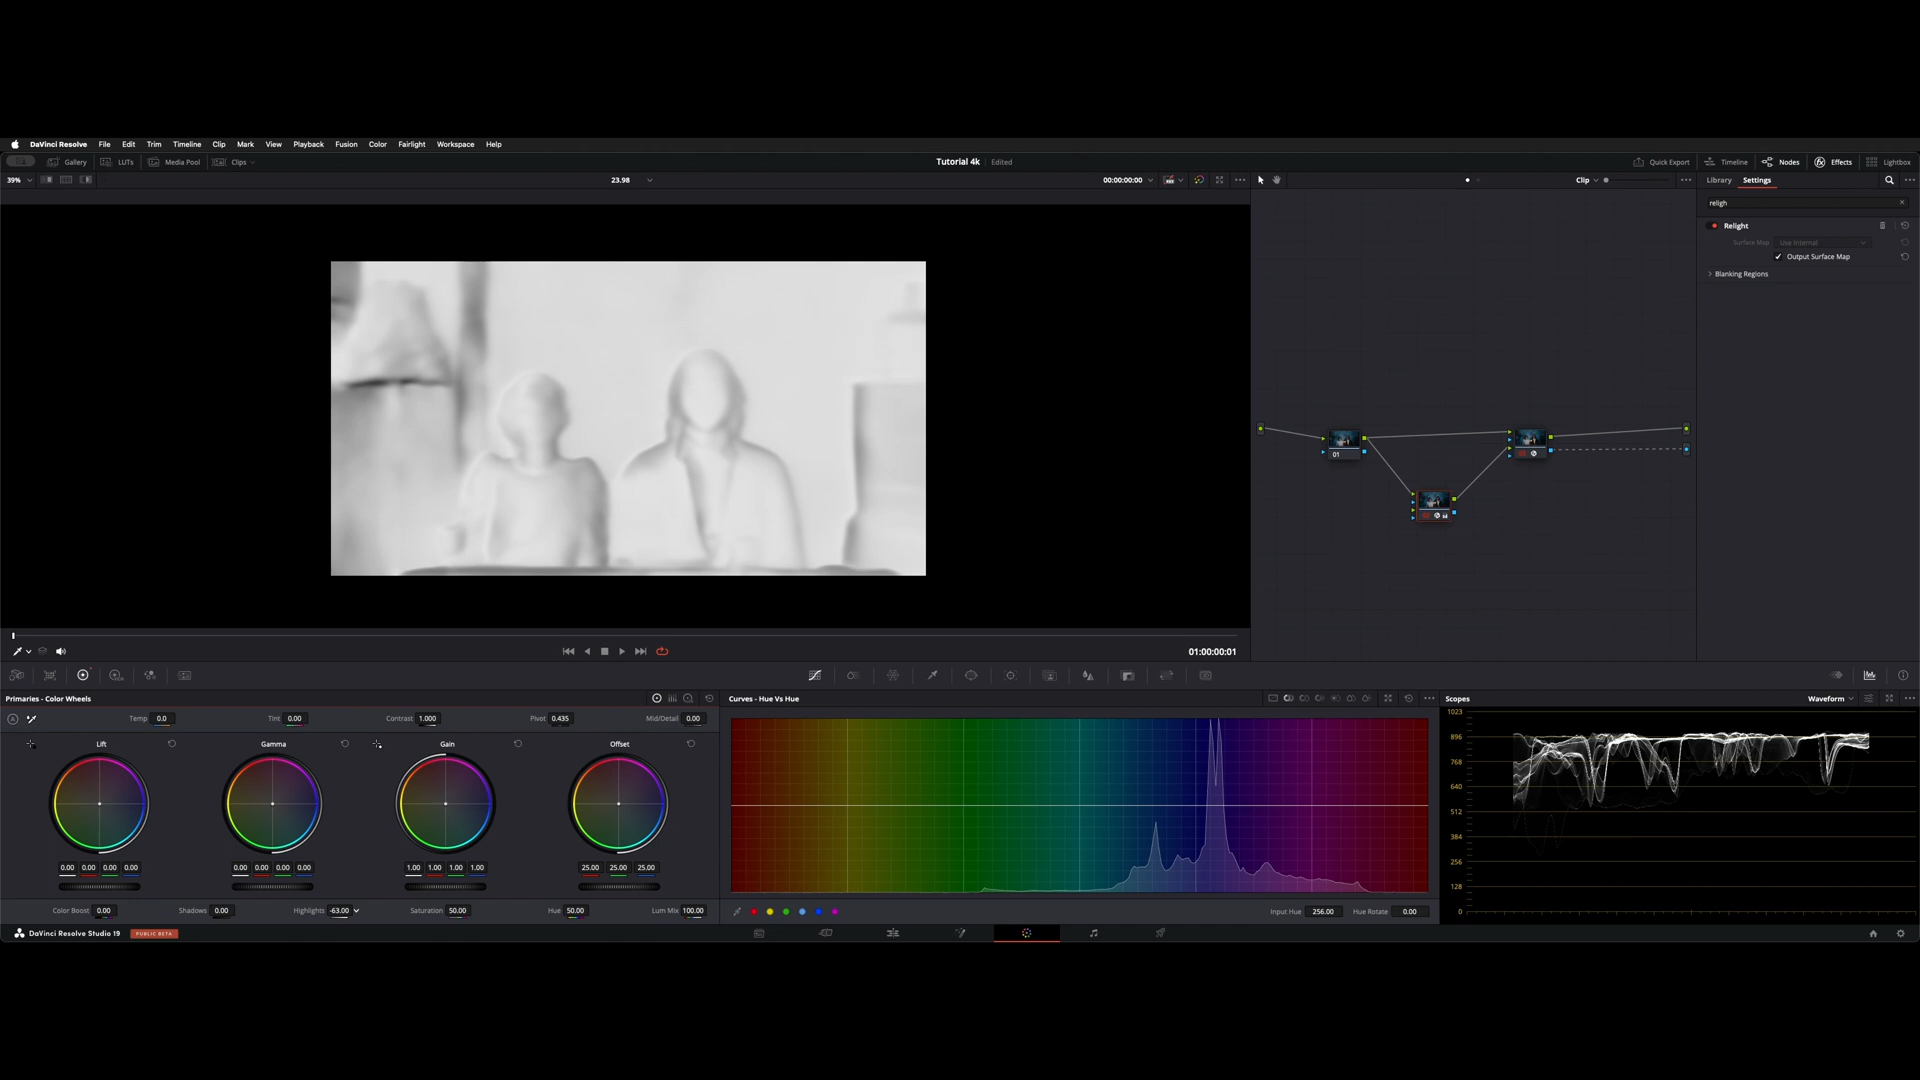 DaVinci Resolve File Edit Trim Timeline Clip Mark View Playback Fusion Color Fairlight Workspace Help
Gallery LUTs Media Pool Clips Tutorial 4k Edited Quick Export Timeline Nodes Effects Lightbox
39% 23.98 00:00:00:00 Clip Library Settings
religh
Relight
Surface Map Use Internal
Output Surface Map
Blanking Regions
01
01:00:00:01
Primaries - Color Wheels Curves - Hue Vs Hue Scopes Waveform
Temp 0.0 Tint 0.00 Contrast 1.000 Pivot 0.435 Mid/Detail 0.00
Lift Gamma Gain Offset
0.00 0.00 0.00 0.00 0.00 0.00 0.00 0.00 1.00 1.00 1.00 1.00 25.00 25.00 25.00
Color Boost 0.00 Shadows 0.00 Highlights -63.00 Saturation 50.00 Hue 50.00 Lum Mix 100.00
Input Hue 256.00 Hue Rotate 0.00
1023
896
768
640
512
384
256
128
0
DaVinci Resolve Studio 19 PUBLIC BETA